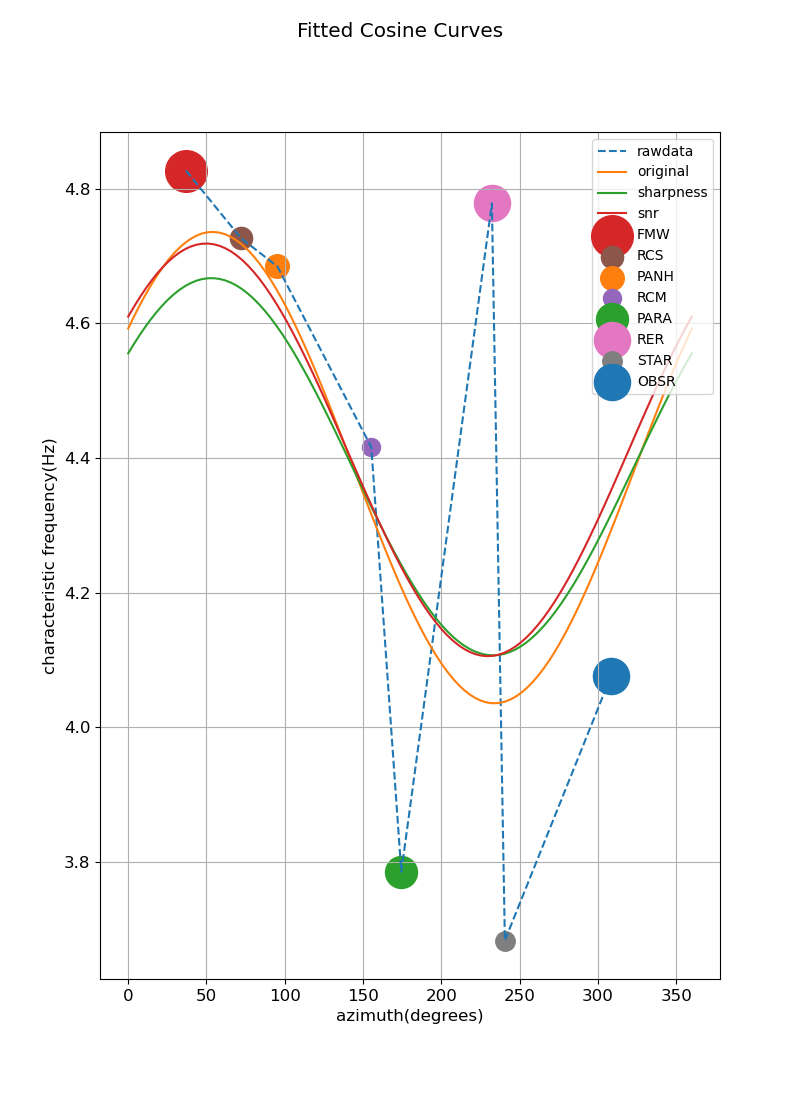 Fitted Cosine Curves
rawdata
original
sharpness
snr
FMW
RCS
PANH
RCM
PARA
RER
STAR
OBSR
characteristic frequency(Hz)
4.8
4.6
4.4
4.2
4.0
3.8
0 50 100 150 200 250 300 350
azimuth(degrees)